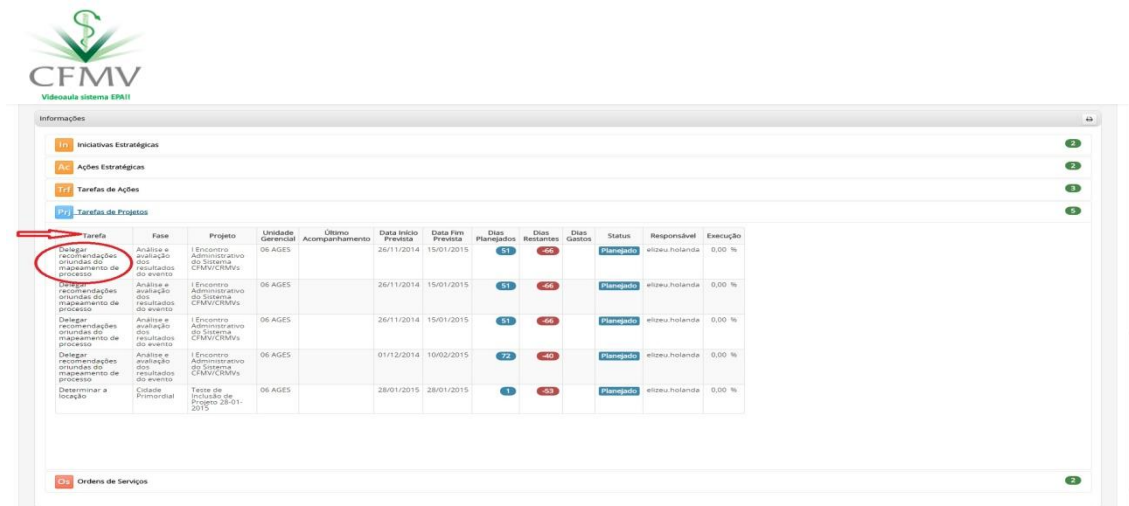 CFMV
Videoaula sistema EPAII
Informações
In Iniciativas Estratégicas 2
Ac Ações Estratégicas 2
Trf Tarefas de Ações 3
Prj Tarefas de Projetos 5
Tarefa Fase Projeto Unidade Gerencial Último Acompanhamento Data Início Prevista Data Fim Prevista Dias Planejados Dias Restantes Dias Gastos Status Responsável Execução
Delegar recomendações oriundas do mapeamento de processo Análise e avaliação dos resultados do evento I Encontro Administrativo do Sistema CFMV/CRMVs 06 AGES 26/11/2014 15/01/2015 51 -66 Planejado elizeu.holanda 0,00 %
Delegar recomendações oriundas do mapeamento de processo Análise e avaliação dos resultados do evento I Encontro Administrativo do Sistema CFMV/CRMVs 06 AGES 26/11/2014 15/01/2015 51 -66 Planejado elizeu.holanda 0,00 %
Delegar recomendações oriundas do mapeamento de processo Análise e avaliação dos resultados do evento I Encontro Administrativo do Sistema CFMV/CRMVs 06 AGES 26/11/2014 15/01/2015 51 -66 Planejado elizeu.holanda 0,00 %
Delegar recomendações oriundas do mapeamento de processo Análise e avaliação dos resultados do evento I Encontro Administrativo do Sistema CFMV/CRMVs 06 AGES 01/12/2014 10/02/2015 72 -40 Planejado elizeu.holanda 0,00 %
Determinar a locação Cidade Primordial Teste de Inclusão de Projeto 28-01-2015 06 AGES 28/01/2015 28/01/2015 1 -53 Planejado elizeu.holanda 0,00 %
Os Ordens de Serviços 2